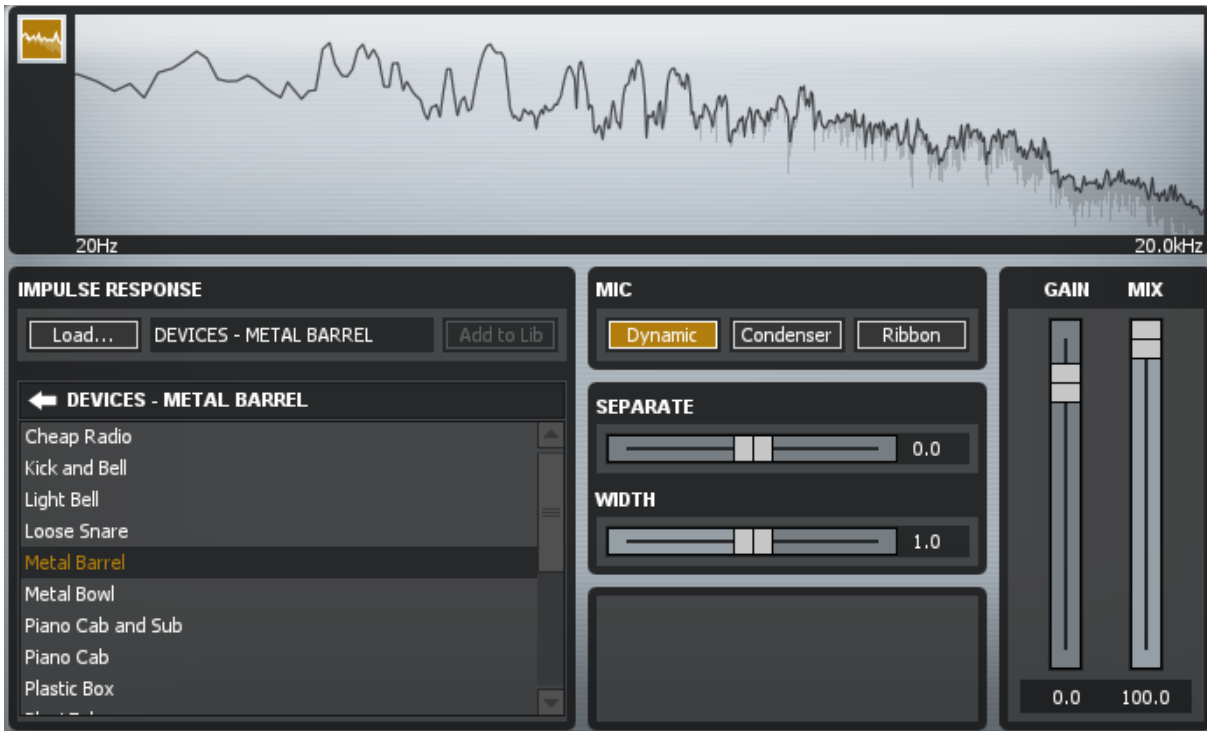 20Hz 20.0kHz
IMPULSE RESPONSE
Load... DEVICES - METAL BARREL Add to Lib
DEVICES - METAL BARREL
Cheap Radio
Kick and Bell
Light Bell
Loose Snare
Metal Barrel
Metal Bowl
Piano Cab and Sub
Piano Cab
Plastic Box
MIC
Dynamic Condenser Ribbon
SEPARATE
0.0
WIDTH
1.0
GAIN MIX
0.0 100.0